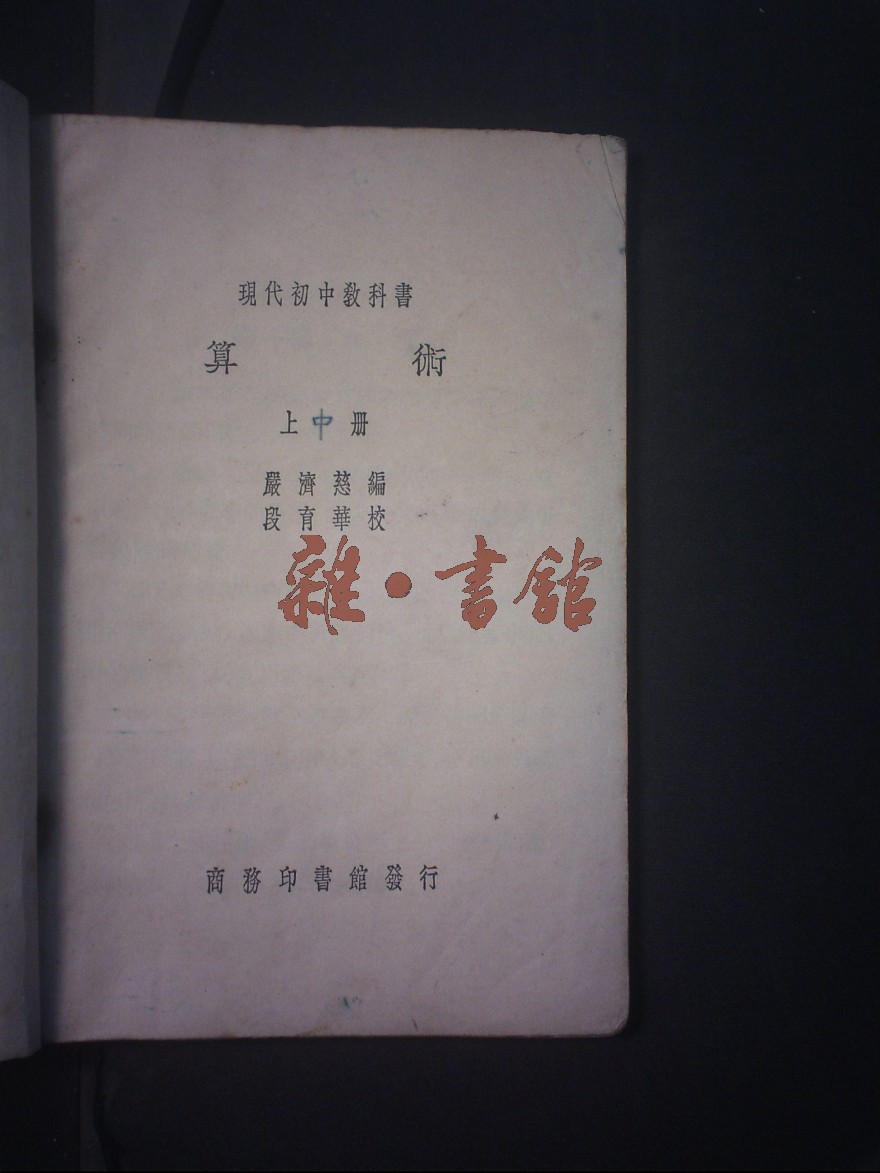 現代初中教科書
算術
上中册
嚴濟慈編
段育華校
雜·書館
商務印書館發行